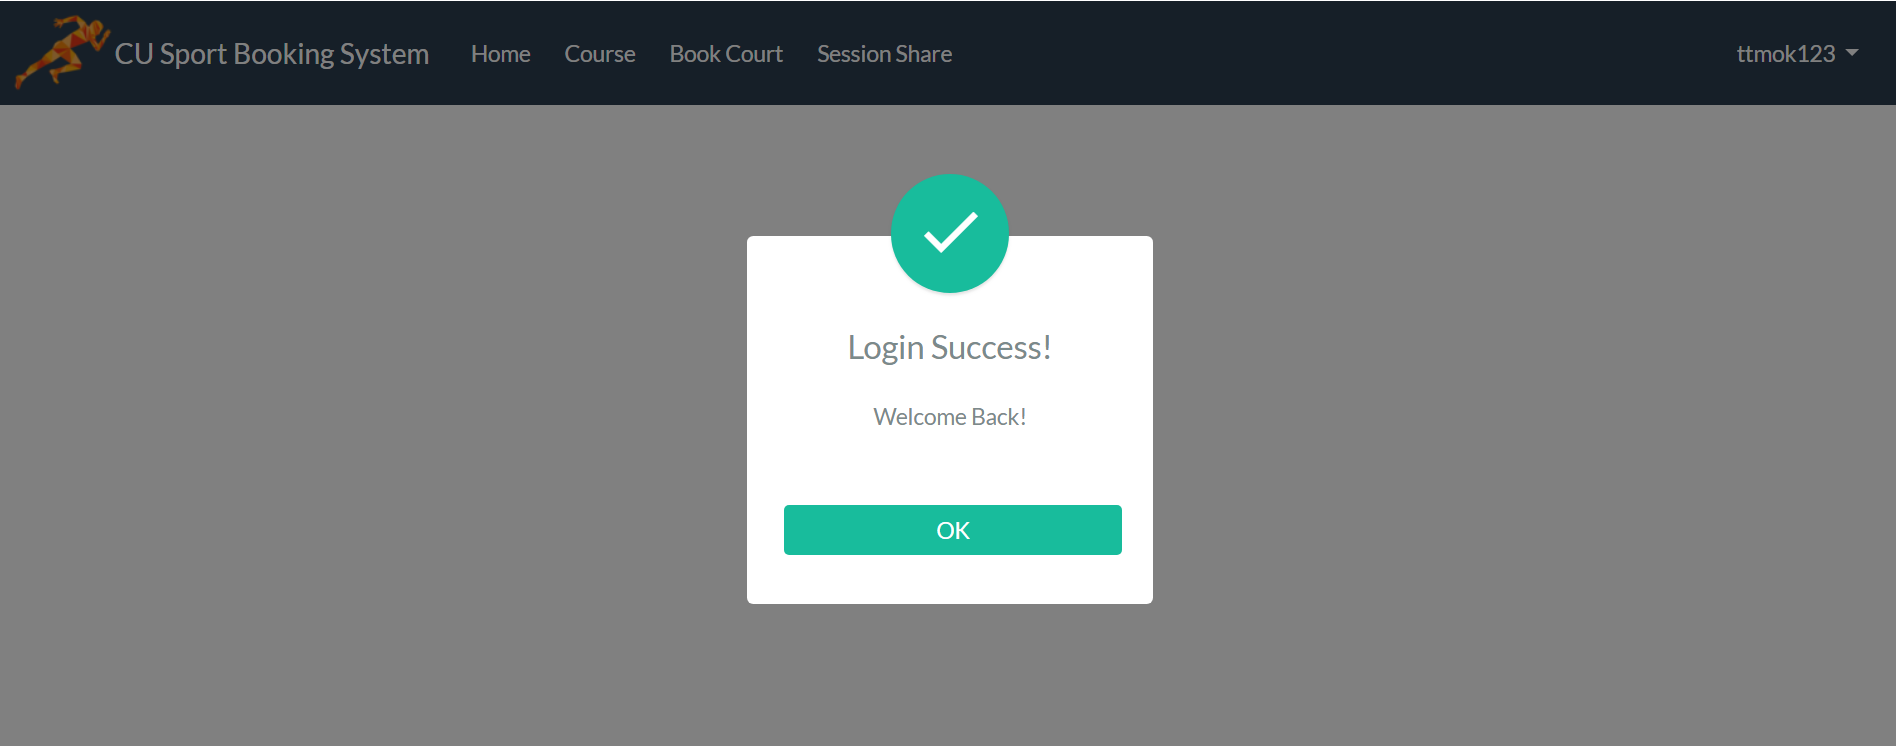 CU Sport Booking System Home Course Book Court Session Share ttmok123
Login Success!
Welcome Back!
OK